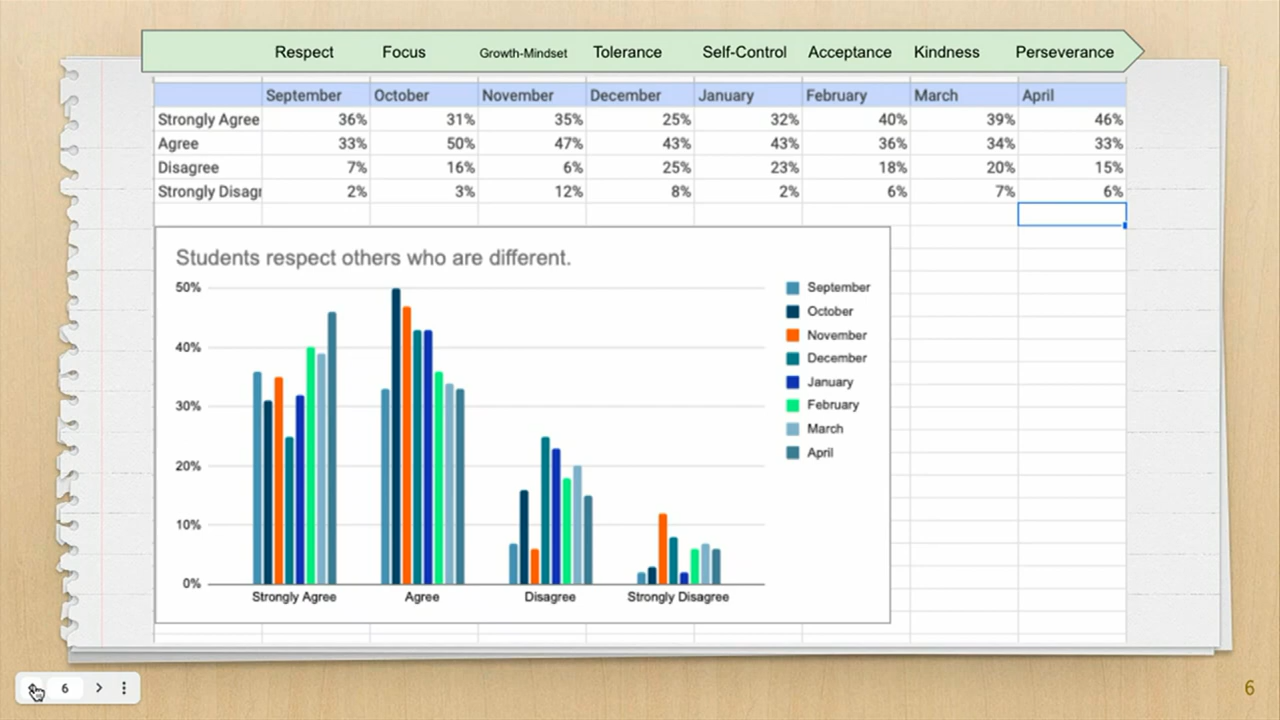 Respect Focus Growth-Mindset Tolerance Self-Control Acceptance Kindness Perseverance
September October November December January February March April
Strongly Agree 36% 31% 35% 25% 32% 40% 39% 46%
Agree 33% 50% 47% 43% 43% 36% 34% 33%
Disagree 7% 16% 6% 25% 23% 18% 20% 15%
Strongly Disagr 2% 3% 12% 8% 2% 6% 7% 6%
Students respect others who are different.
50%
40%
30%
20%
10%
0%
Strongly Agree Agree Disagree Strongly Disagree
September
October
November
December
January
February
March
April
6
6